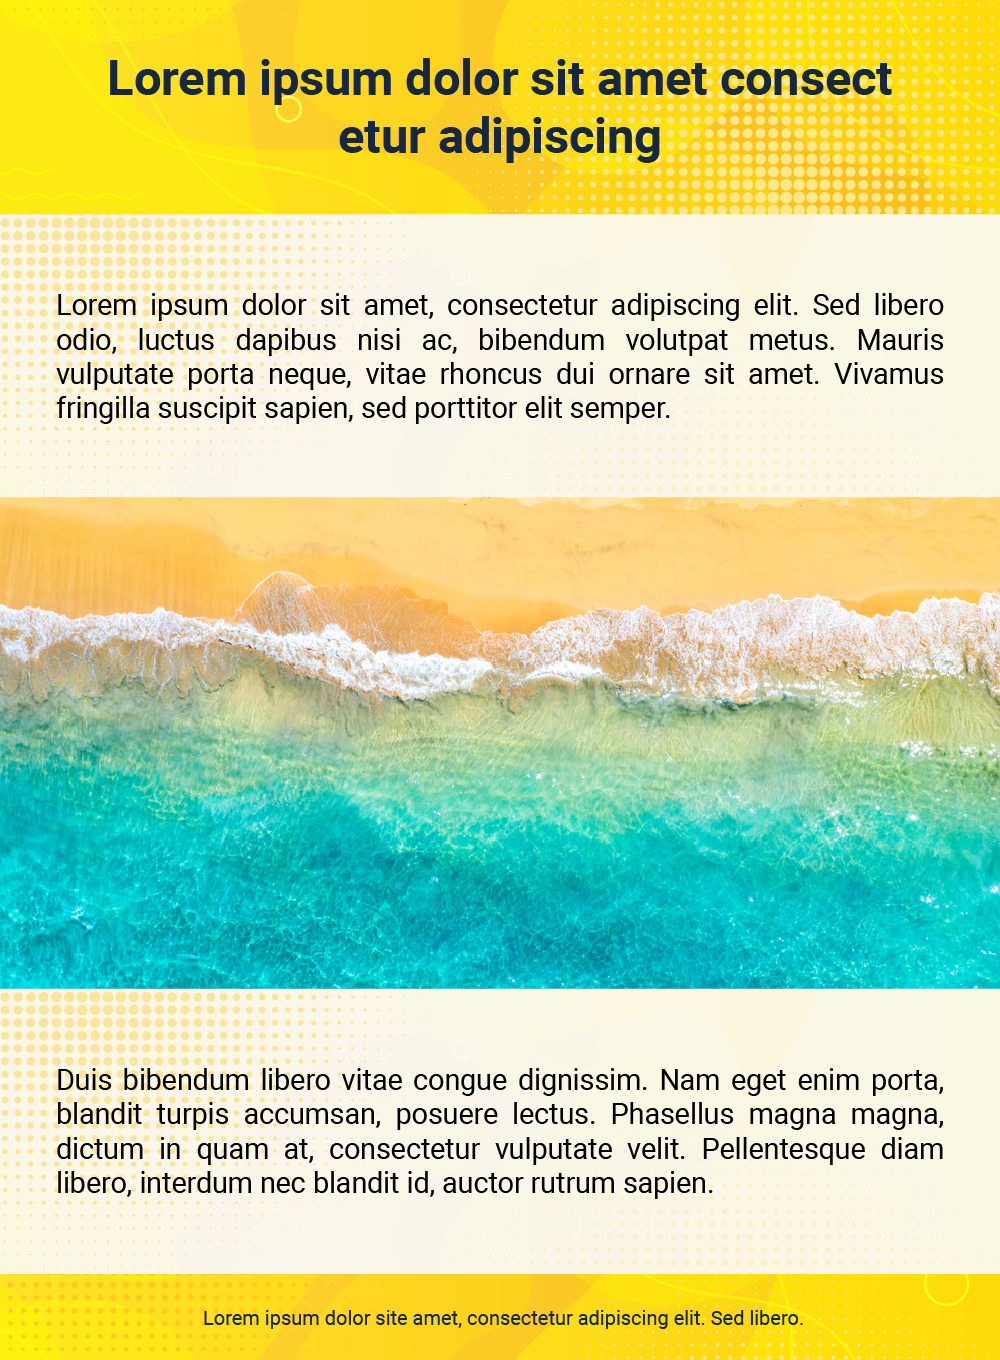 Lorem ipsum dolor sit amet consect
etur adipiscing
Lorem ipsum dolor sit amet, consectetur adipiscing elit. Sed libero
odio, luctus dapibus nisi ac, bibendum volutpat metus. Mauris
vulputate porta neque, vitae rhoncus dui ornare sit amet. Vivamus
fringilla suscipit sapien, sed porttitor elit semper.
Duis bibendum libero vitae congue dignissim. Nam eget enim porta,
blandit turpis accumsan, posuere lectus. Phasellus magna magna,
dictum in quam at, consectetur vulputate velit. Pellentesque diam
libero, interdum nec blandit id, auctor rutrum sapien.
Lorem ipsum dolor site amet, consectetur adipiscing elit. Sed libero.